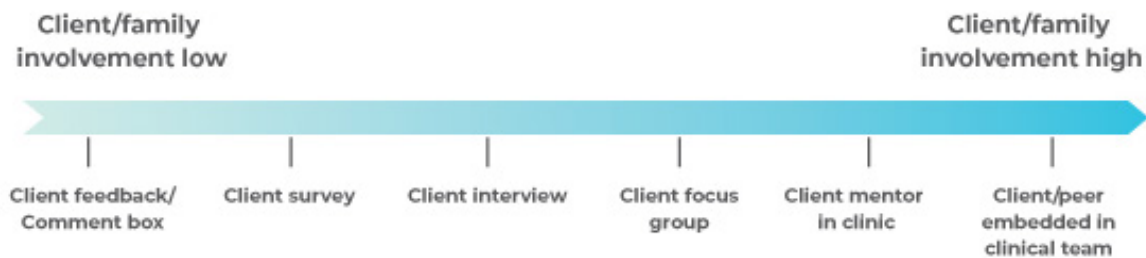 Client/family
involvement low
Client/family
involvement high
Client feedback/
Comment box
Client survey
Client interview
Client focus
group
Client mentor
in clinic
Client/peer
embedded in
clinical team